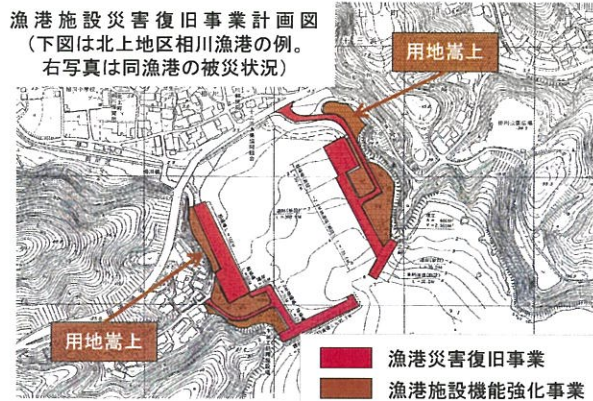 漁港施設災害復旧事業計画図
(下図は北上地区相川漁港の例。
右写真は同漁港の被災状況)
用地嵩上
用地嵩上
漁港災害復旧事業
漁港施設機能強化事業